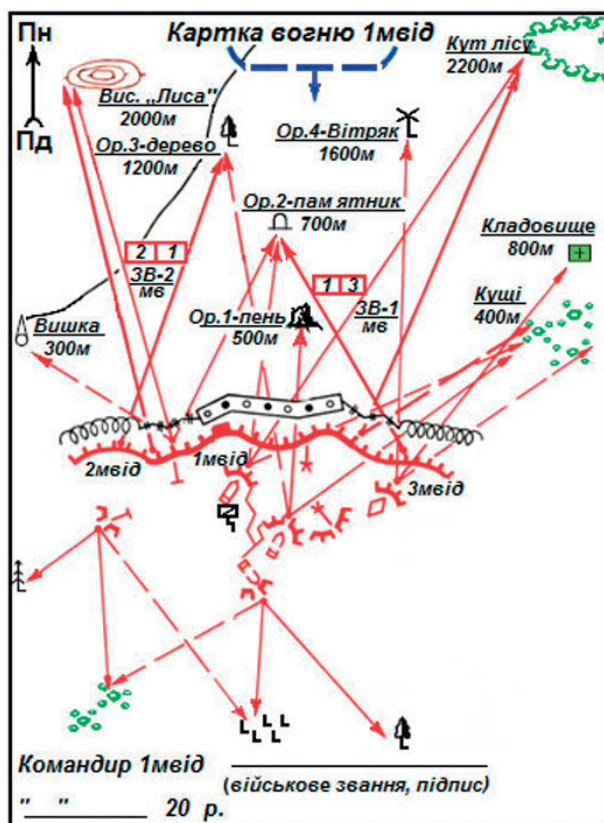 Пн
Картка вогню 1мвід
Кут лісу
2200м
Вис. „Лиса"
2000м
Пд
Ор.3-дерево
1200м
Ор.4-Вітряк
1600м
Ор.2-пам ятник
700м
Кладовище
800м
2 1
ЗВ-2
мв
1 3
ЗВ-1
мв
Кущі
400м
Вишка
300м
Ор.1-пень
500м
2мвід
1мвід
3мвід
Командир 1мвід
(військове звання, підпис)
" " 20 р.